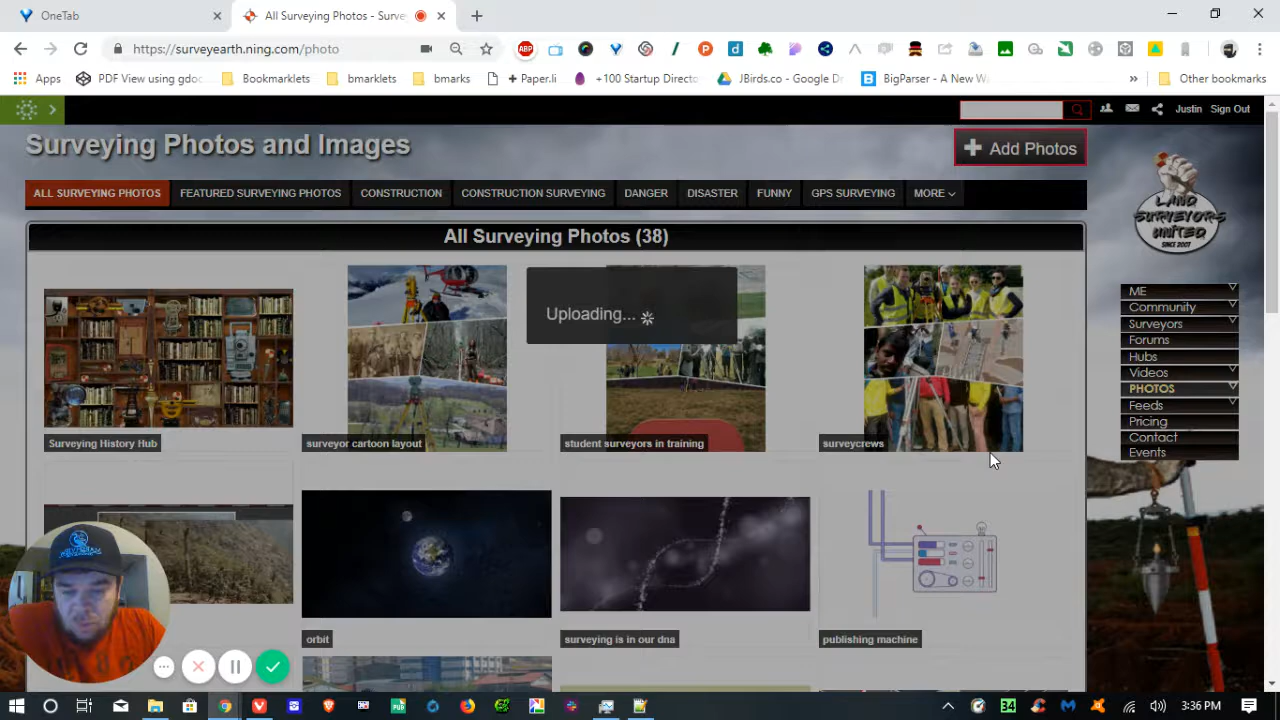 OneTab
All Surveying Photos - Surve
https://surveyearth.ning.com/photo
Apps
PDF View using gdoc
Bookmarklets
bmarklets
bmarks
+ Paper.li
+100 Startup Directo
JBirds.co - Google Dr
BigParser - A New W
»
Other bookmarks
Justin
Sign Out
Surveying Photos and Images
Add Photos
ALL SURVEYING PHOTOS
FEATURED SURVEYING PHOTOS
CONSTRUCTION
CONSTRUCTION SURVEYING
DANGER
DISASTER
FUNNY
GPS SURVEYING
MORE
LAND
SURVEYORS
UNITED
SINCE 2007
All Surveying Photos (38)
Uploading...
ME
Community
Surveyors
Forums
Hubs
Videos
PHOTOS
Feeds
Pricing
Contact
Events
Surveying History Hub
surveyor cartoon layout
student surveyors in training
surveycrews
orbit
surveying is in our dna
publishing machine
PUB
34
3:36 PM